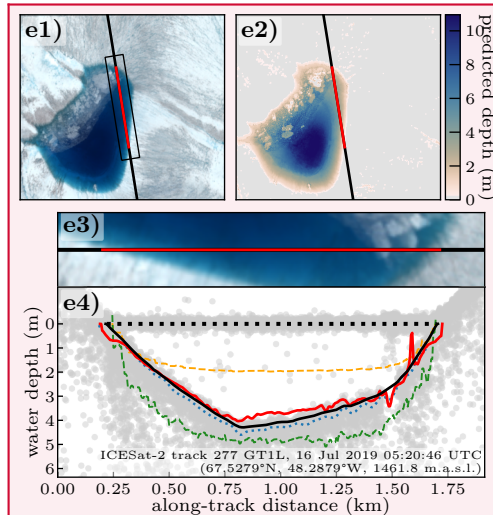 e1)
e2)
predicted depth (m)
10
8
6
4
2
0
e3)
e4)
water depth (m)
0
1
2
3
4
5
6
ICESat-2 track 277 GT1L, 16 Jul 2019 05:20:46 UTC
(67.5279°N, 48.2879°W, 1461.8 m.a.s.l.)
0.00 0.25 0.50 0.75 1.00 1.25 1.50 1.75
along-track distance (km)